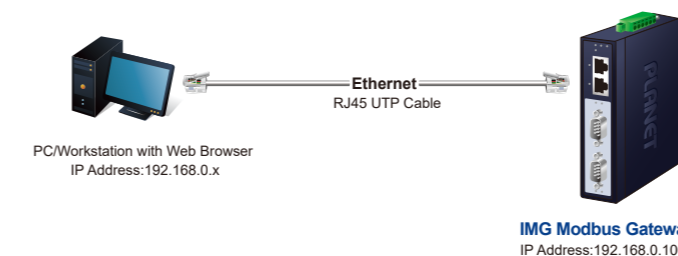 Ethernet
RJ45 UTP Cable
PLANET
PC/Workstation with Web Browser
IP Address:192.168.0.x
IMG Modbus Gatewa
IP Address:192.168.0.10